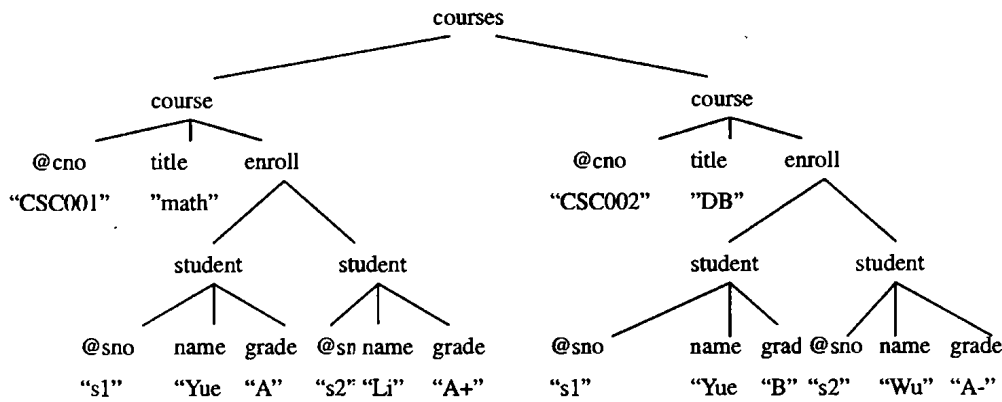 courses
course course
@cno title enroll @cno title enroll
“CSC001” ”math” “CSC002” ”DB”
student student student student
@sno name grade @sn name grade @sno name grad @sno name grade
“s1” “Yue “A” “s2” “Li” “A+” “s1” “Yue “B” “s2” “Wu” “A-”